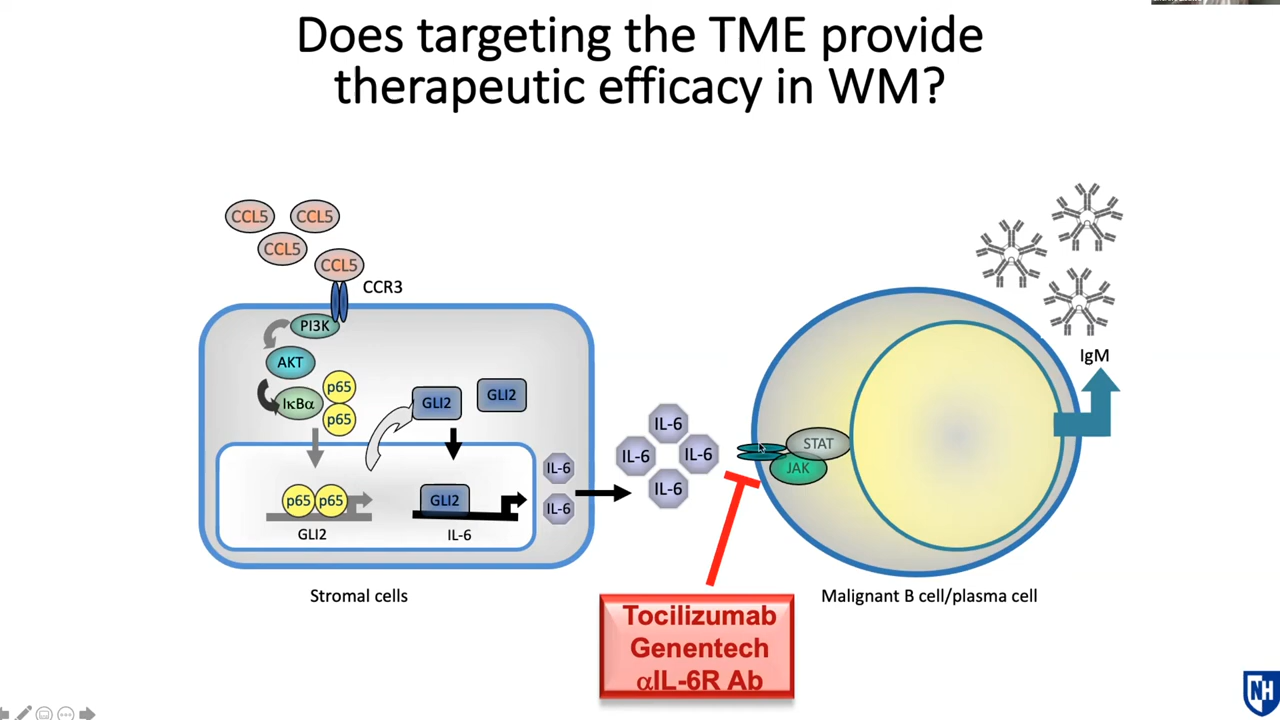 Does targeting the TME provide
therapeutic efficacy in WM?
CCL5
CCL5
CCL5
CCL5
CCR3
PI3K
AKT
IκBα
p65
p65
GLI2
GLI2
p65
p65
GLI2
GLI2
IL-6
IL-6
IL-6
IL-6
IL-6
IL-6
IL-6
STAT
JAK
IgM
Stromal cells
Malignant B cell/plasma cell
Tocilizumab
Genentech
αIL-6R Ab
NH